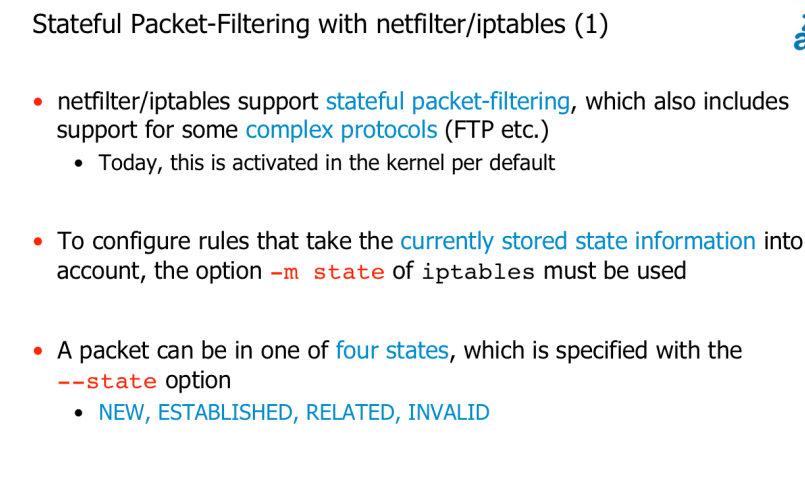 Stateful Packet-Filtering with netfilter/iptables (1)
• netfilter/iptables support stateful packet-filtering, which also includes
support for some complex protocols (FTP etc.)
• Today, this is activated in the kernel per default
• To configure rules that take the currently stored state information into
account, the option -m state of iptables must be used
• A packet can be in one of four states, which is specified with the
--state option
• NEW, ESTABLISHED, RELATED, INVALID